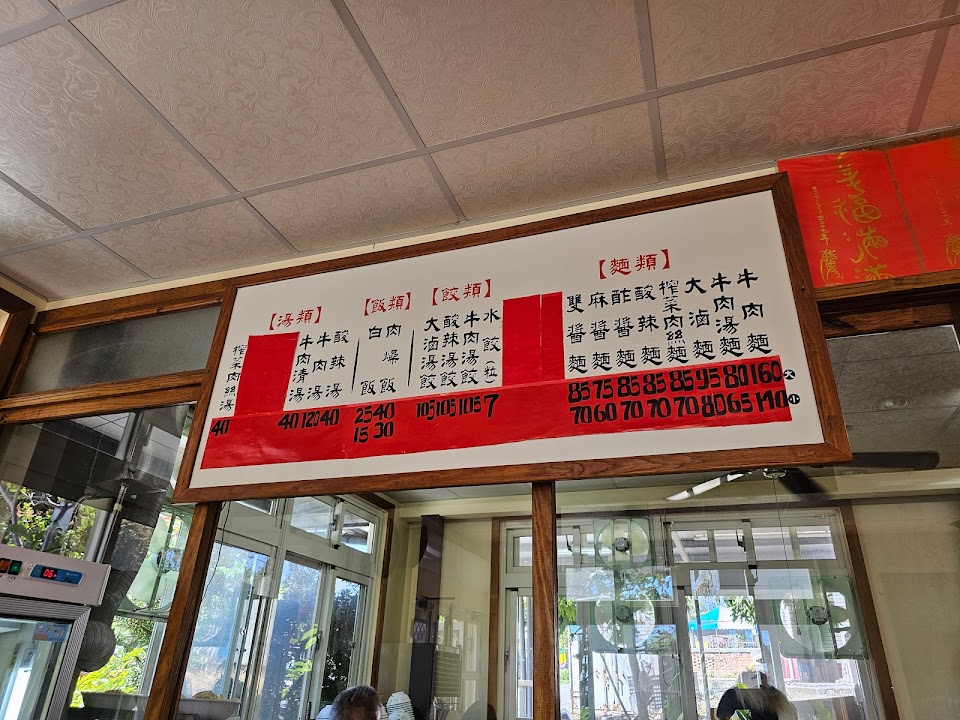 【麵類】
牛肉麵 160 140
牛肉湯麵 80 65
大滷麵 95 80
榨菜肉絲麵 85 70
酸辣麵 85 70
酢醬麵 85 70
麻醬麵 75 60
雙醬麵 85 70
大
小
【餃類】
水餃(粒) 7
牛肉湯餃 105
酸辣湯餃 105
大滷湯餃 105
【飯類】
肉燥飯 40 30
白飯 25 15
【湯類】
酸辣湯 40
牛肉湯 120
牛肉清湯 40
榨菜肉絲湯 40
幸福滿滿